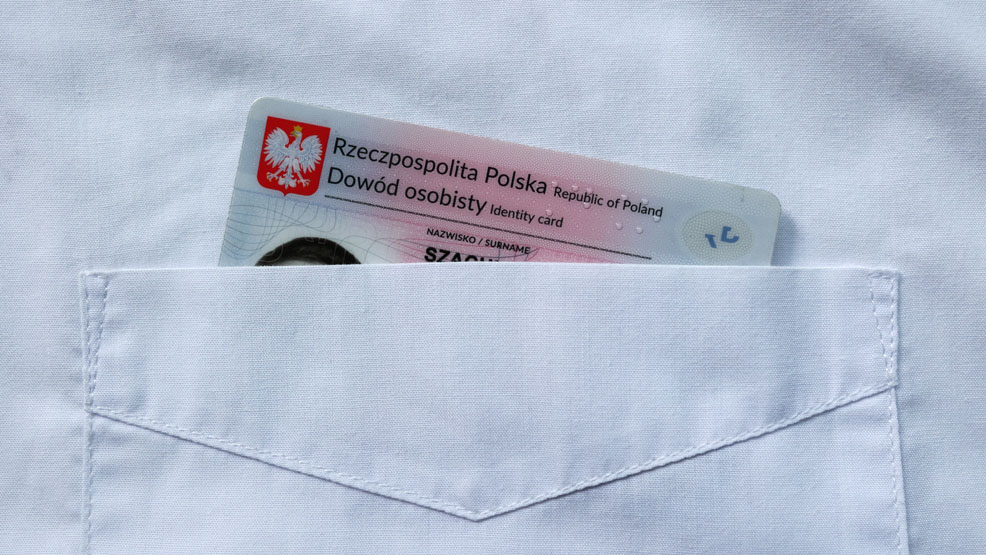 Rzeczpospolita Polska Republic of Poland
Dowód osobisty Identity card
NAZWISKO / SURNAME